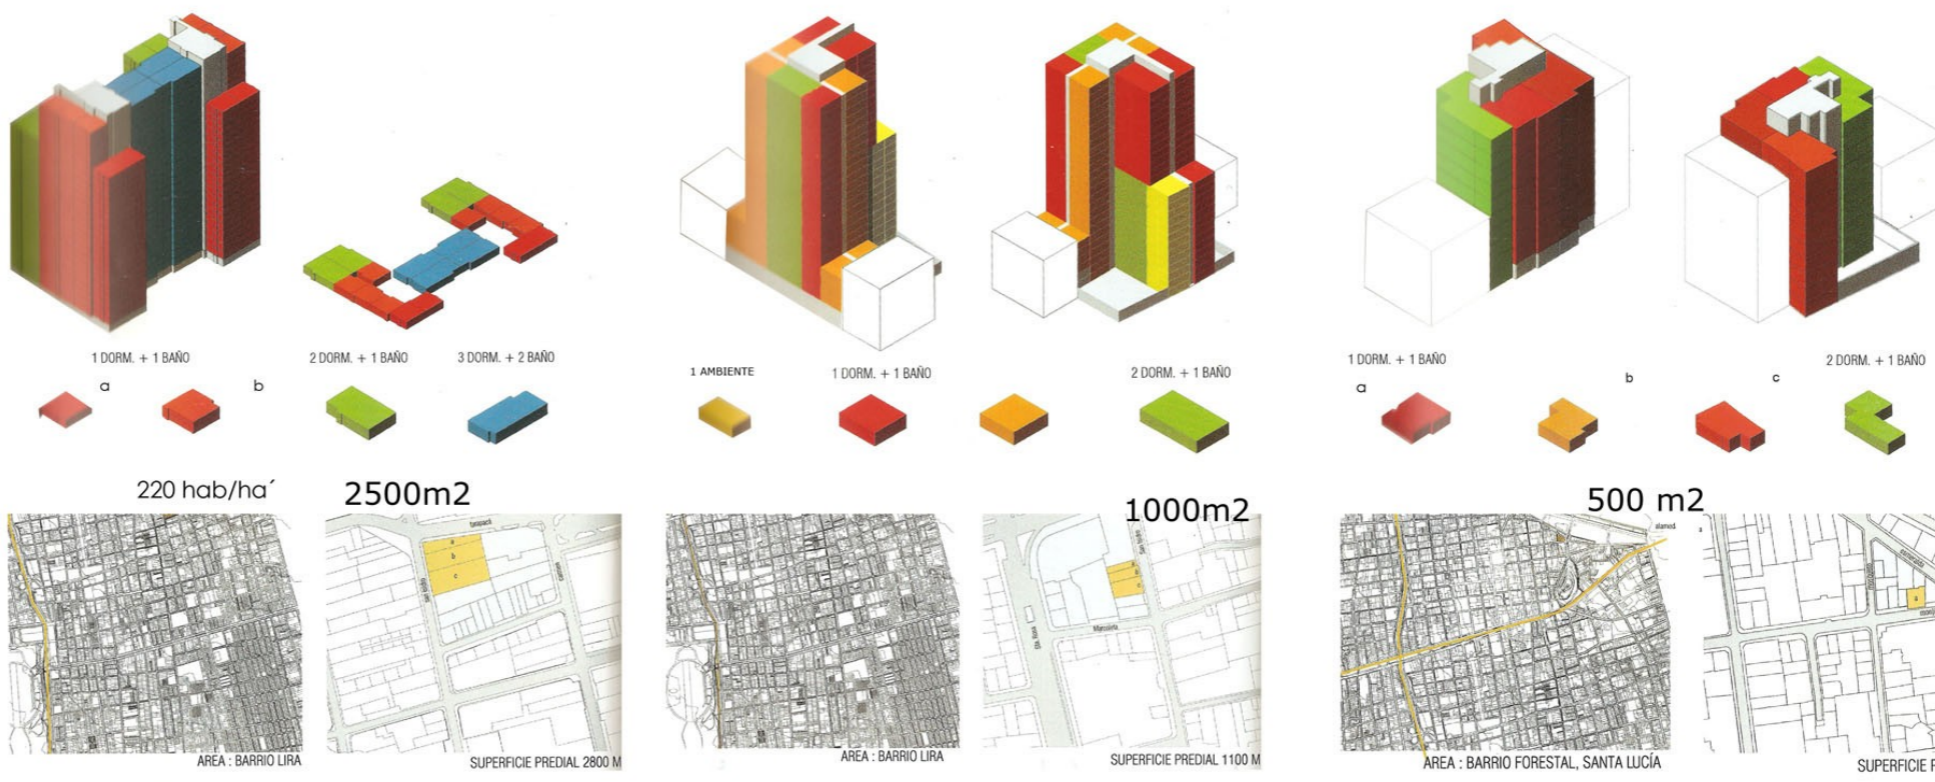 1 DORM. + 1 BAÑO
2 DORM. + 1 BAÑO
3 DORM. + 2 BAÑO
a
b
220 hab/ha´
2500m2
a
b
c
AREA : BARRIO LIRA
SUPERFICIE PREDIAL 2800 M
1 AMBIENTE
1 DORM. + 1 BAÑO
2 DORM. + 1 BAÑO
1000m2
AREA : BARRIO LIRA
SUPERFICIE PREDIAL 1100 M
1 DORM. + 1 BAÑO
2 DORM. + 1 BAÑO
a
b
c
500 m2
alameda
AREA : BARRIO FORESTAL, SANTA LUCÍA
SUPERFICIE P